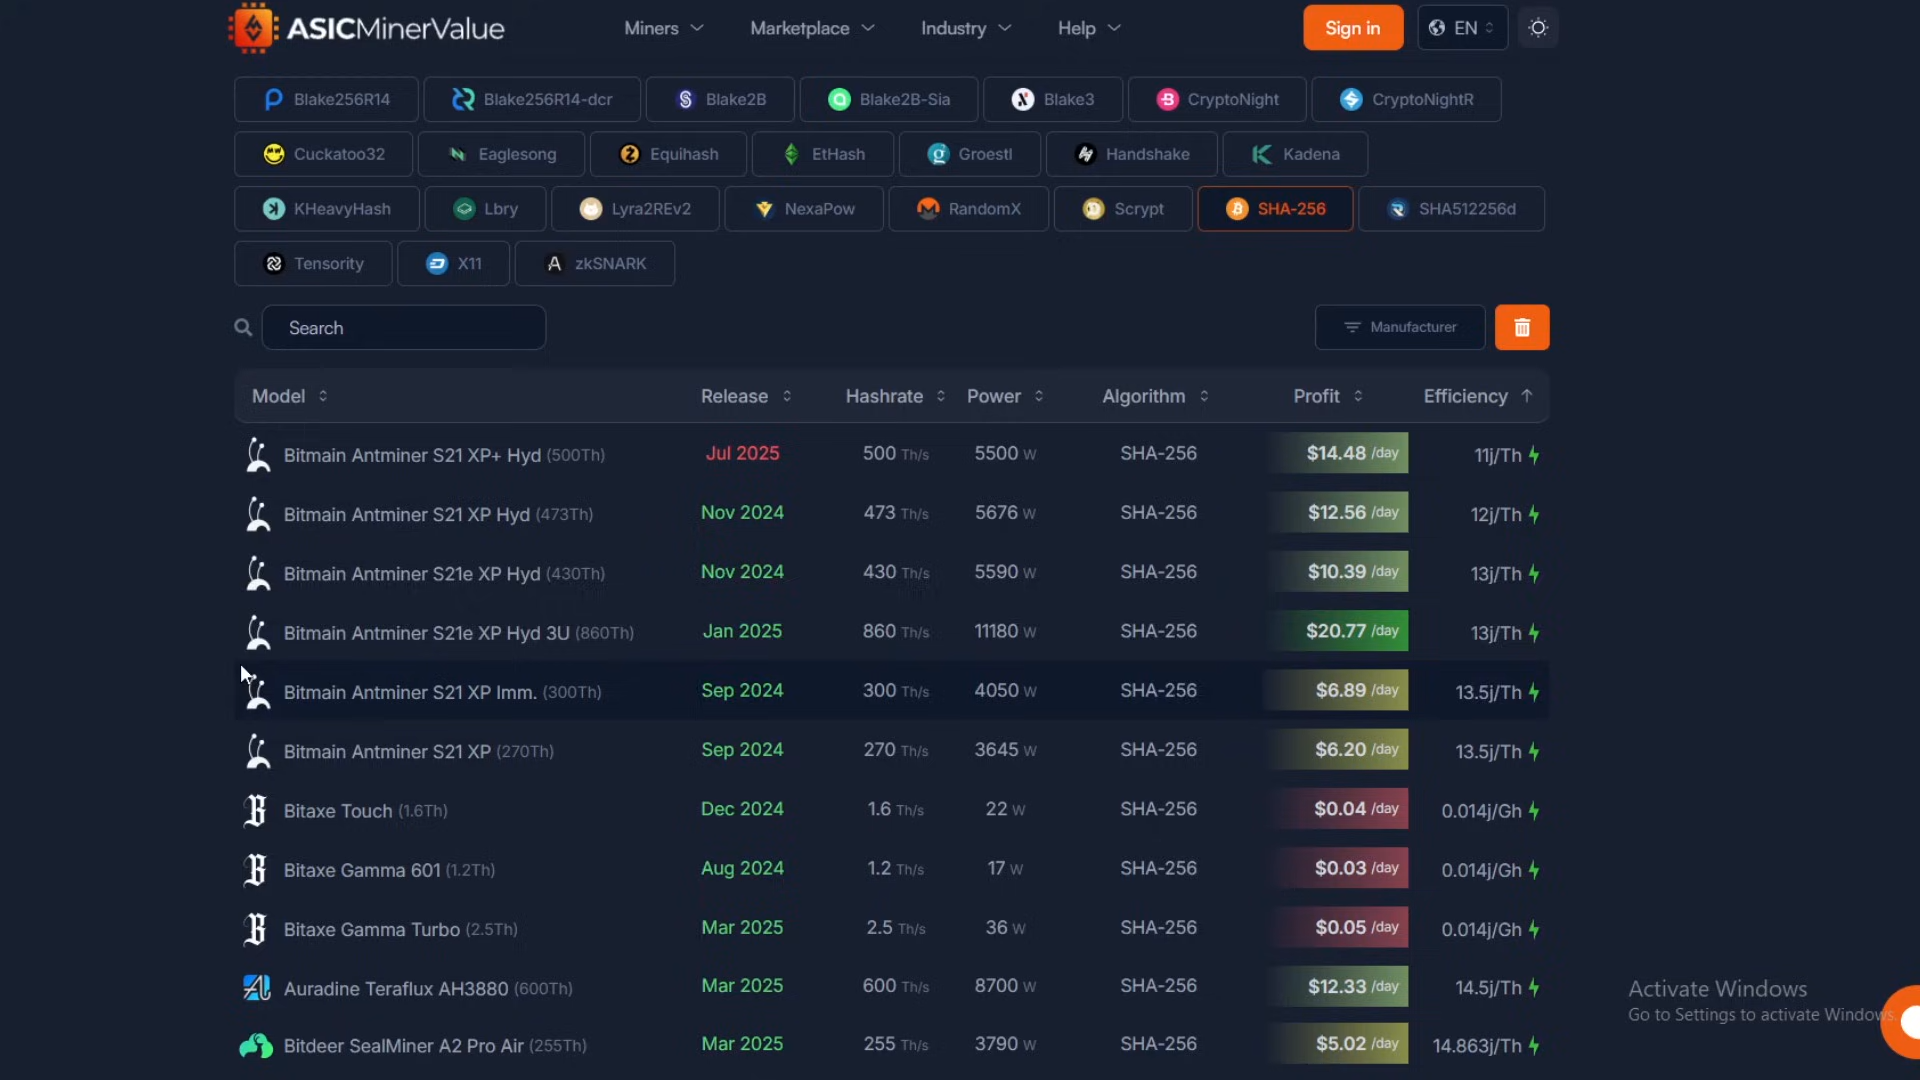 ASICMinerValue Miners Marketplace Industry Help Sign in EN
Blake256R14 Blake256R14-dcr Blake2B Blake2B-Sia Blake3 CryptoNight CryptoNightR
Cuckatoo32 Eaglesong Equihash EtHash Groestl Handshake Kadena
KHeavyHash Lbry Lyra2REv2 NexaPow RandomX Scrypt SHA-256 SHA512256d
Tensority X11 zkSNARK
Search Manufacturer
Model Release Hashrate Power Algorithm Profit Efficiency
Bitmain Antminer S21 XP+ Hyd (500Th) Jul 2025 500 Th/s 5500 W SHA-256 $14.48 /day 11j/Th
Bitmain Antminer S21 XP Hyd (473Th) Nov 2024 473 Th/s 5676 W SHA-256 $12.56 /day 12j/Th
Bitmain Antminer S21e XP Hyd (430Th) Nov 2024 430 Th/s 5590 W SHA-256 $10.39 /day 13j/Th
Bitmain Antminer S21e XP Hyd 3U (860Th) Jan 2025 860 Th/s 11180 W SHA-256 $20.77 /day 13j/Th
Bitmain Antminer S21 XP Imm. (300Th) Sep 2024 300 Th/s 4050 W SHA-256 $6.89 /day 13.5j/Th
Bitmain Antminer S21 XP (270Th) Sep 2024 270 Th/s 3645 W SHA-256 $6.20 /day 13.5j/Th
Bitaxe Touch (1.6Th) Dec 2024 1.6 Th/s 22 W SHA-256 $0.04 /day 0.014j/Gh
Bitaxe Gamma 601 (1.2Th) Aug 2024 1.2 Th/s 17 W SHA-256 $0.03 /day 0.014j/Gh
Bitaxe Gamma Turbo (2.5Th) Mar 2025 2.5 Th/s 36 W SHA-256 $0.05 /day 0.014j/Gh
Auradine Teraflux AH3880 (600Th) Mar 2025 600 Th/s 8700 W SHA-256 $12.33 /day 14.5j/Th
Bitdeer SealMiner A2 Pro Air (255Th) Mar 2025 255 Th/s 3790 W SHA-256 $5.02 /day 14.863j/Th
Activate Windows
Go to Settings to activate Windows.